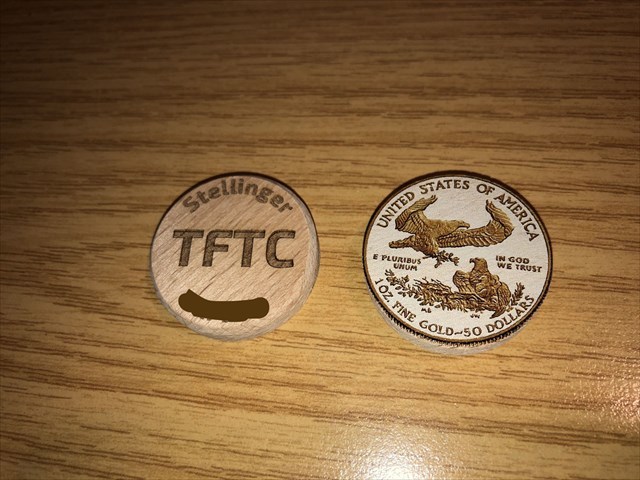 Stellinger
TFTC
UNITED STATES OF AMERICA
E PLURIBUS
UNUM
IN GOD
WE TRUST
1 OZ. FINE GOLD~50 DOLLARS